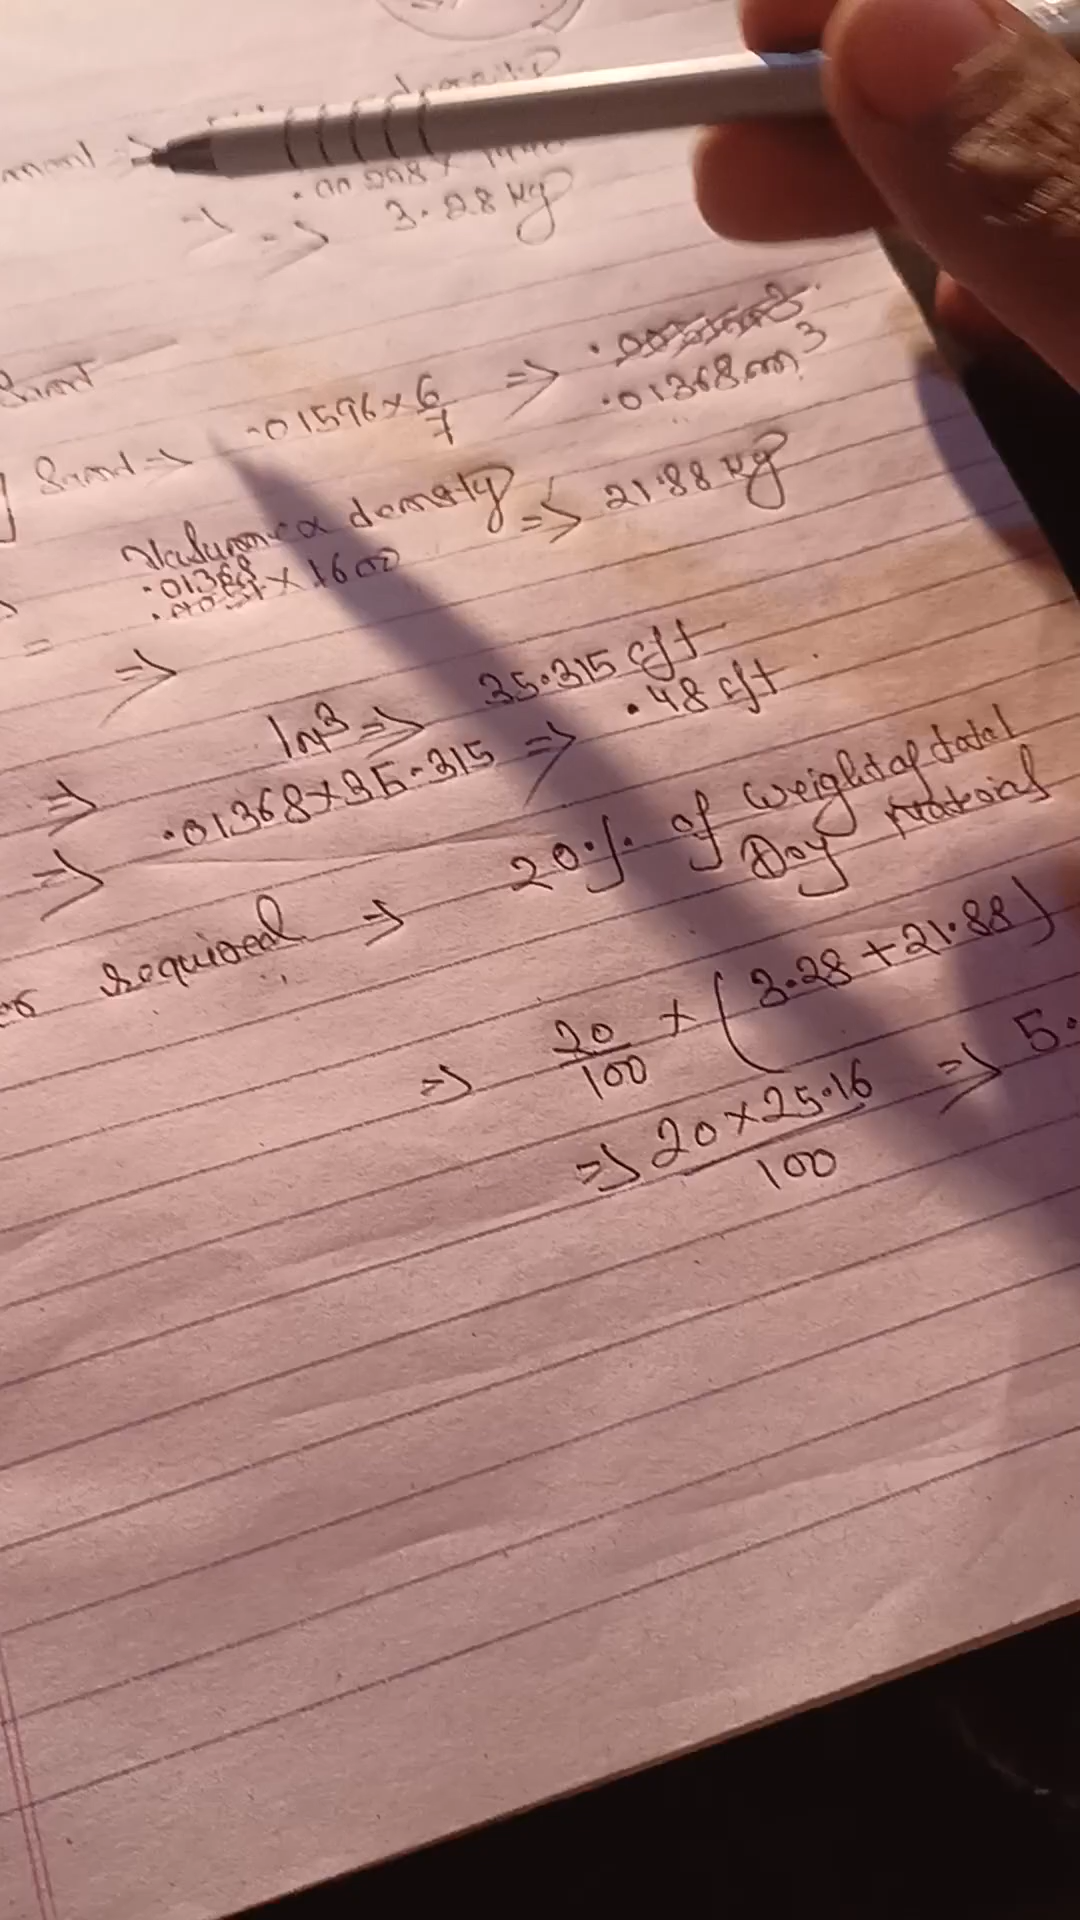 ⇒ 3.28 kg
Sand
.01596 × 6/7 ⇒ .01368 m³
Sand ⇒
Volume x density ⇒ 21.88 kg
.01368 × 1600
=
⇒
1m³ ⇒ 35.315 cft
⇒ .01368 × 35.315 ⇒ .48 cft
⇒
required ⇒ 20% of weight of total
Dry material
⇒ 20/100 × (3.28 + 21.88)
⇒ 20 × 25.16/100 ⇒ 5.